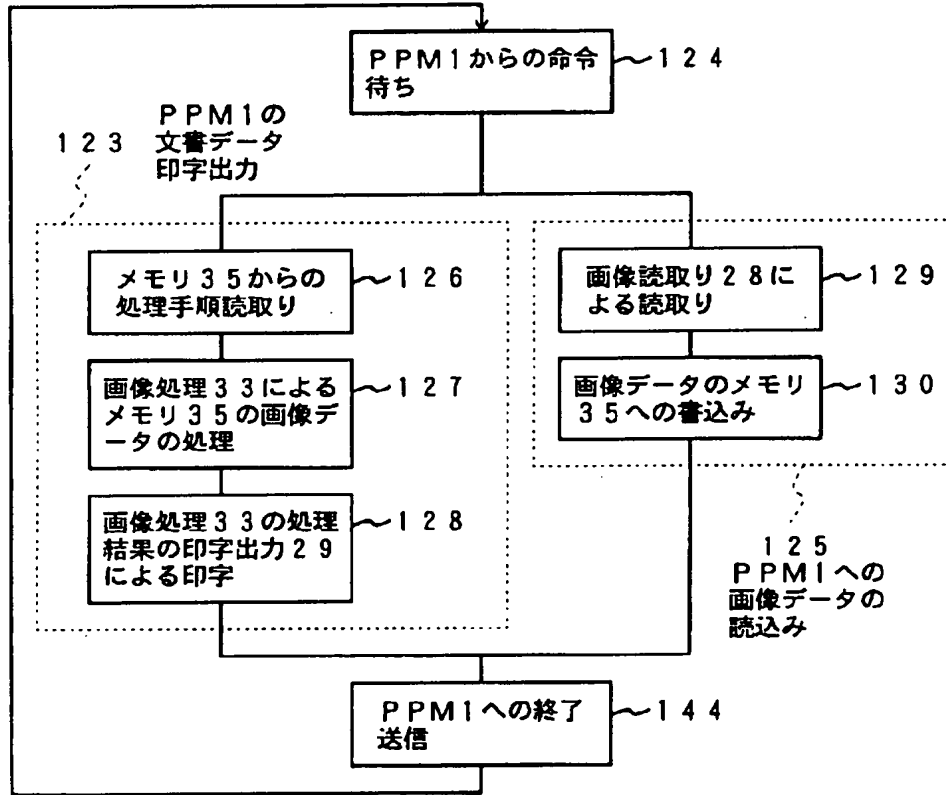 PPM1からの命令
待ち
124
PPM1の
文書データ
印字出力
123
メモリ35からの
処理手順読取り
126
画像処理33による
メモリ35の画像デ
ータの処理
127
画像処理33の処理
結果の印字出力29
による印字
128
画像読取り28に
よる読取り
129
画像データのメモリ
35への書込み
130
125
PPM1への
画像データの
読込み
PPM1への終了
送信
144